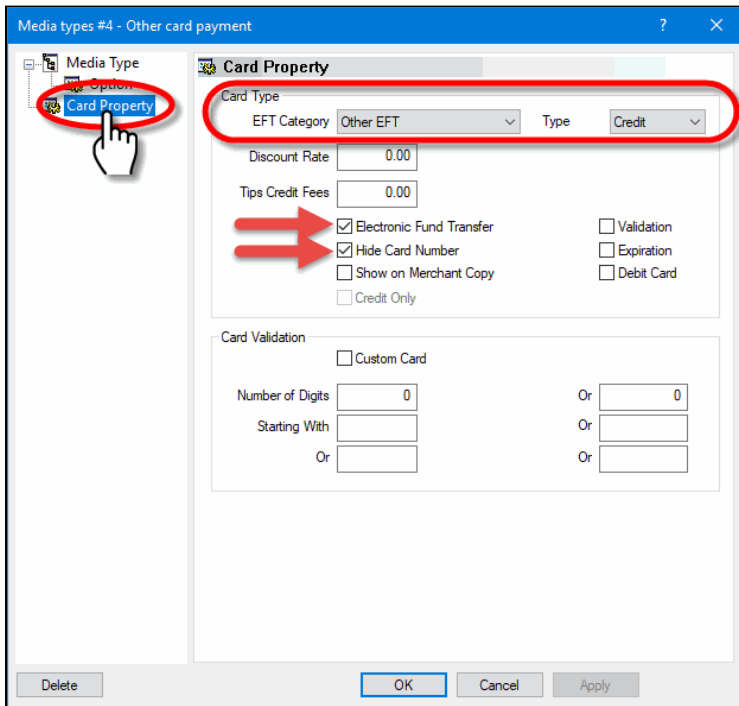 Media types #4 - Other card payment ? ×
Media Type
Option
Card Property
Card Property
Card Type
EFT Category Other EFT Type Credit
Discount Rate 0.00
Tips Credit Fees 0.00
Electronic Fund Transfer Validation
Hide Card Number Expiration
Show on Merchant Copy Debit Card
Credit Only
Card Validation
Custom Card
Number of Digits 0 Or 0
Starting With Or
Or Or
Delete OK Cancel Apply